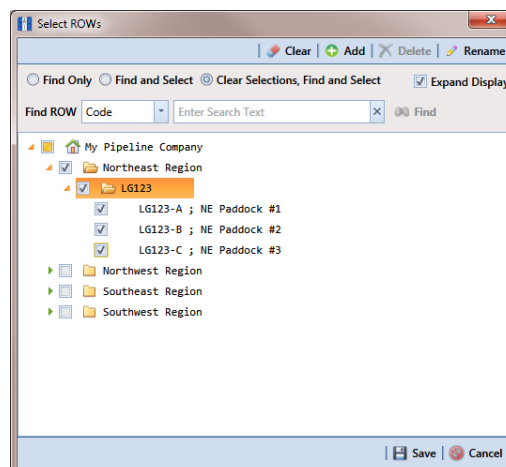 Select ROWs
Clear Add Delete Rename
Find Only Find and Select Clear Selections, Find and Select Expand Display
Find ROW Code Enter Search Text Find
My Pipeline Company
Northeast Region
LG123
LG123-A ; NE Paddock #1
LG123-B ; NE Paddock #2
LG123-C ; NE Paddock #3
Northwest Region
Southeast Region
Southwest Region
Save Cancel